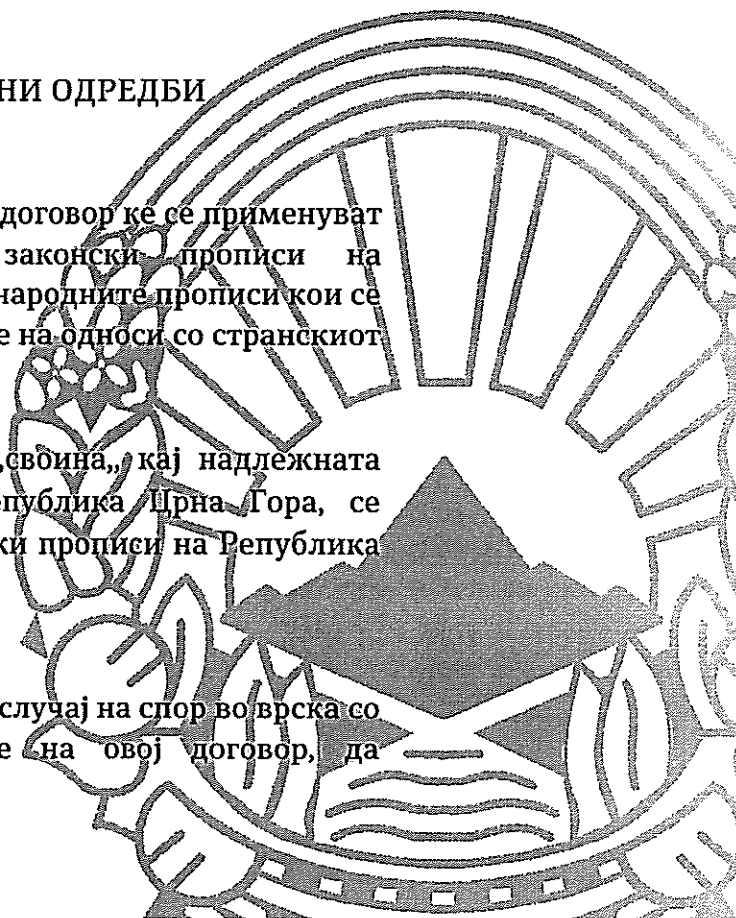 НИ ОДРЕДБИ
договор ќе се применуват
законски прописи на
народните прописи кои се
е на односи со странскиот
„својна„ кај надлежната
епублика Црна Гора, се
ки прописи на Република
случај на спор во врска со
е на овој договор, да